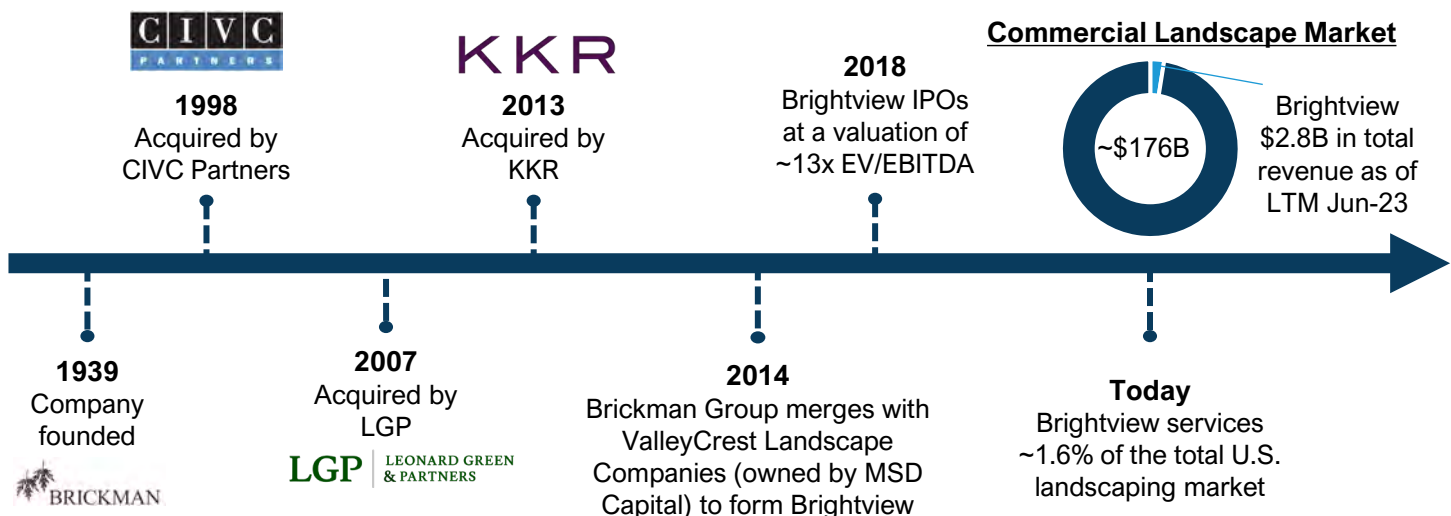 CIVC
PARTNERS
1998
Acquired by
CIVC Partners
KKR
2013
Acquired by
KKR
2018
Brightview IPOs
at a valuation of
~13x EV/EBITDA
Commercial Landscape Market
~$176B
Brightview
$2.8B in total
revenue as of
LTM Jun-23
1939
Company
founded
BRICKMAN
2007
Acquired by
LGP
LGP
LEONARD GREEN
& PARTNERS
2014
Brickman Group merges with
ValleyCrest Landscape
Companies (owned by MSD
Capital) to form Brightview
Today
Brightview services
~1.6% of the total U.S.
landscaping market